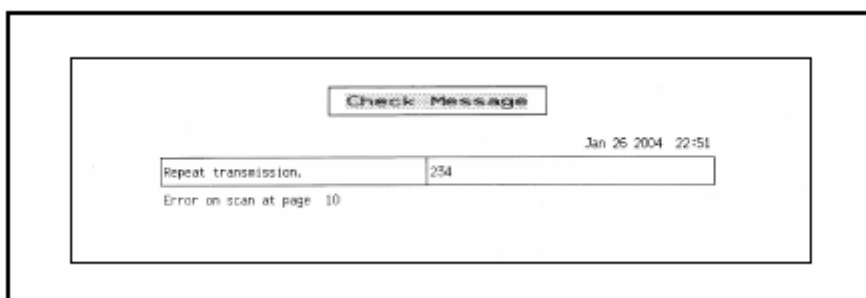 Check Message
Jan 26 2004 22:51
Repeat transmission. 234
Error on scan at page 10